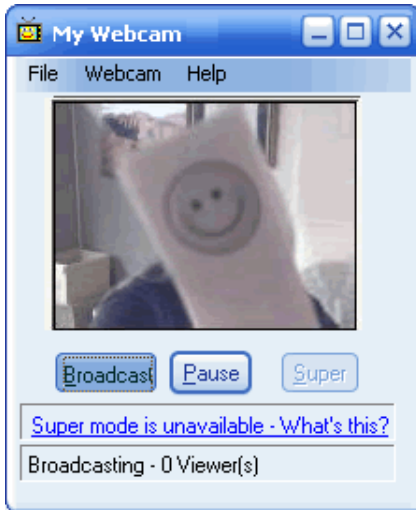 My Webcam
File Webcam Help
Broadcast Pause Super
Super mode is unavailable - What's this?
Broadcasting - 0 Viewer(s)